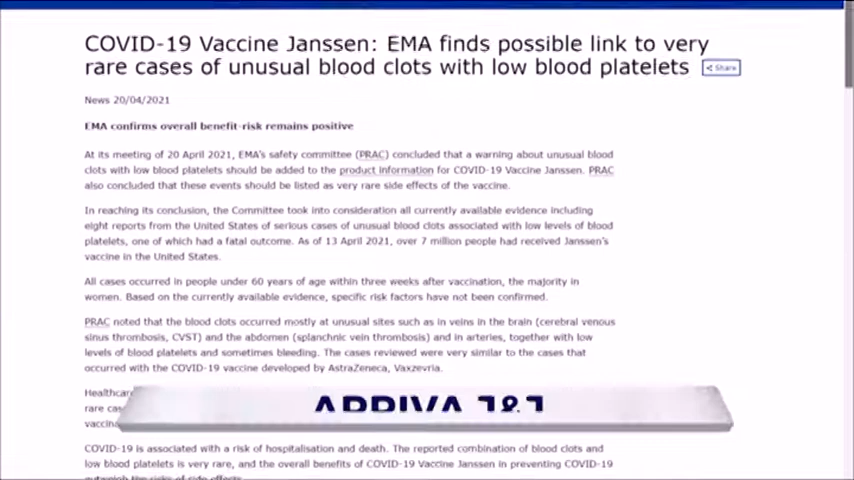 COVID-19 Vaccine Janssen: EMA finds possible link to very
rare cases of unusual blood clots with low blood platelets
Share
News 20/04/2021
EMA confirms overall benefit-risk remains positive
At its meeting of 20 April 2021, EMA's safety committee (PRAC) concluded that a warning about unusual blood
clots with low blood platelets should be added to the product information for COVID-19 Vaccine Janssen. PRAC
also concluded that these events should be listed as very rare side effects of the vaccine.
In reaching its conclusion, the Committee took into consideration all currently available evidence including
eight reports from the United States of serious cases of unusual blood clots associated with low levels of blood
platelets, one of which had a fatal outcome. As of 13 April 2021, over 7 million people had received Janssen's
vaccine in the United States.
All cases occurred in people under 60 years of age within three weeks after vaccination, the majority in
women. Based on the currently available evidence, specific risk factors have not been confirmed.
PRAC noted that the blood clots occurred mostly at unusual sites such as in veins in the brain (cerebral venous
sinus thrombosis, CVST) and the abdomen (splanchnic vein thrombosis) and in arteries, together with low
levels of blood platelets and sometimes bleeding. The cases reviewed were very similar to the cases that
occurred with the COVID-19 vaccine developed by AstraZeneca, Vaxzevria.
Healthcar
rare cas
vaccina
COVID-19 is associated with a risk of hospitalisation and death. The reported combination of blood clots and
low blood platelets is very rare, and the overall benefits of COVID-19 Vaccine Janssen in preventing COVID-19
outweigh the risks of side effects.